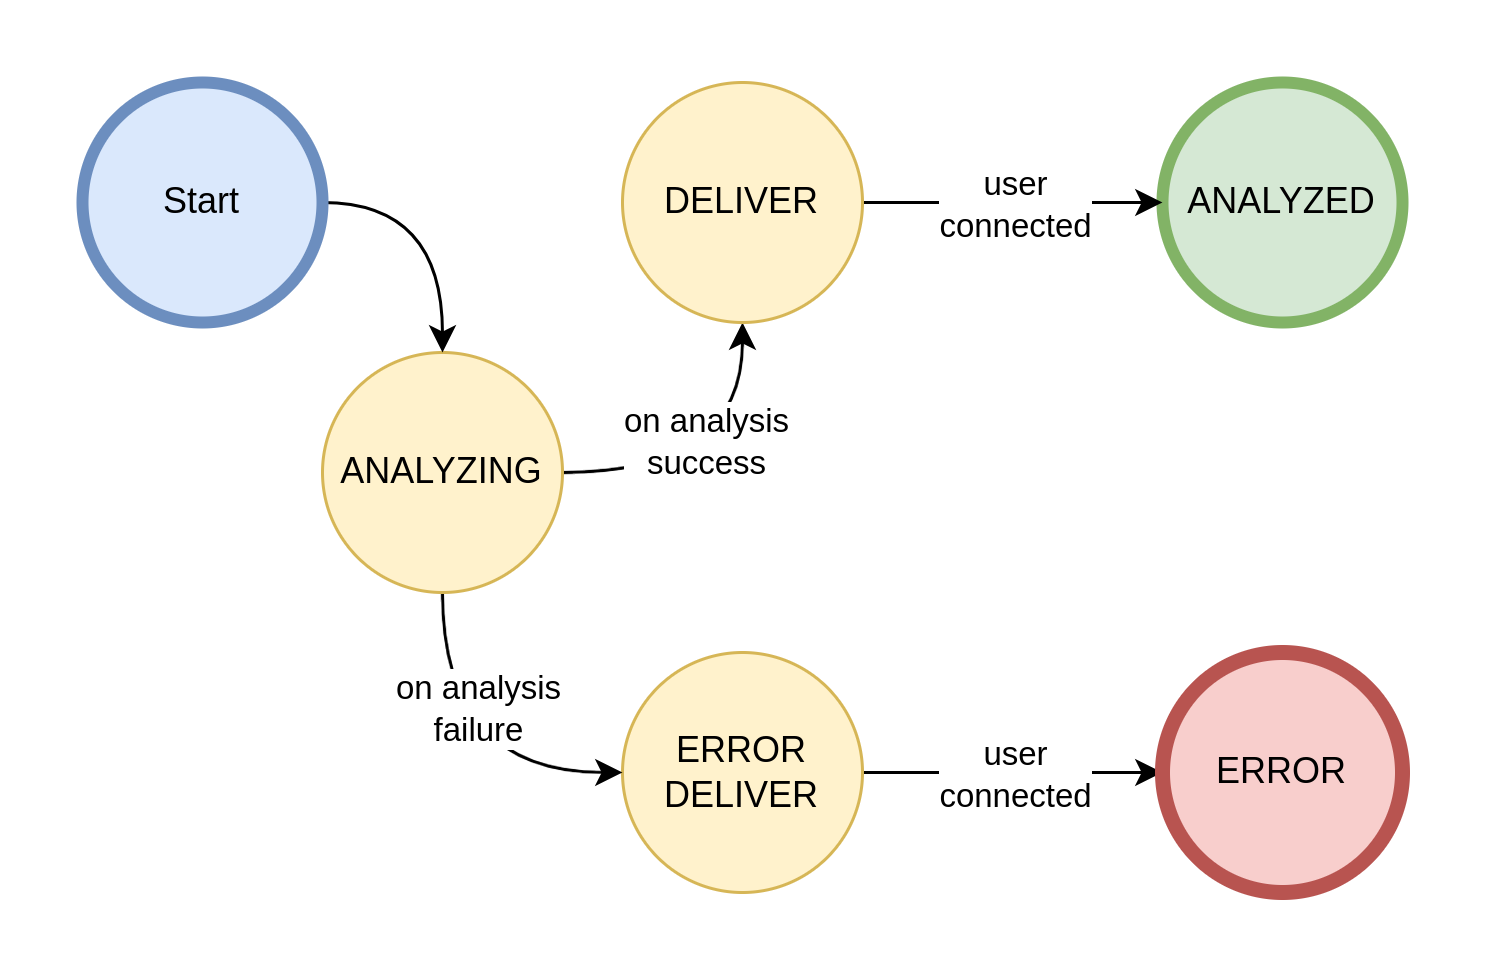 Start
DELIVER
user
connected
ANALYZED
on analysis
success
ANALYZING
on analysis
failure
ERROR
DELIVER
user
connected
ERROR